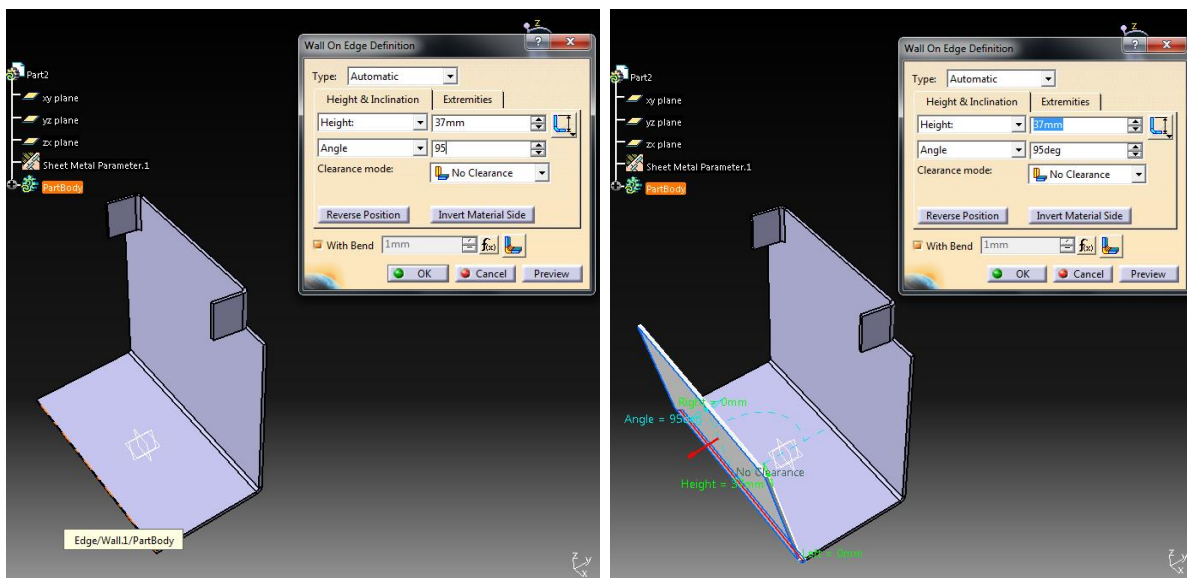 z
Wall On Edge Definition
?
x
Part2
xy plane
yz plane
zx plane
Sheet Metal Parameter.1
PartBody
Type: Automatic
Height & Inclination Extremities
Height: 37mm
Angle 95
Clearance mode: No Clearance
Reverse Position Invert Material Side
With Bend 1mm f(x)
OK Cancel Preview
Edge/Wall.1/PartBody
z
y
x
z
Wall On Edge Definition
?
x
Part2
xy plane
yz plane
zx plane
Sheet Metal Parameter.1
PartBody
Type: Automatic
Height & Inclination Extremities
Height: 37mm
Angle 95deg
Clearance mode: No Clearance
Reverse Position Invert Material Side
With Bend 1mm f(x)
OK Cancel Preview
Right = 0mm
Angle = 95deg
No Clearance
Height = 37mm
Left = 0mm
z
y
x